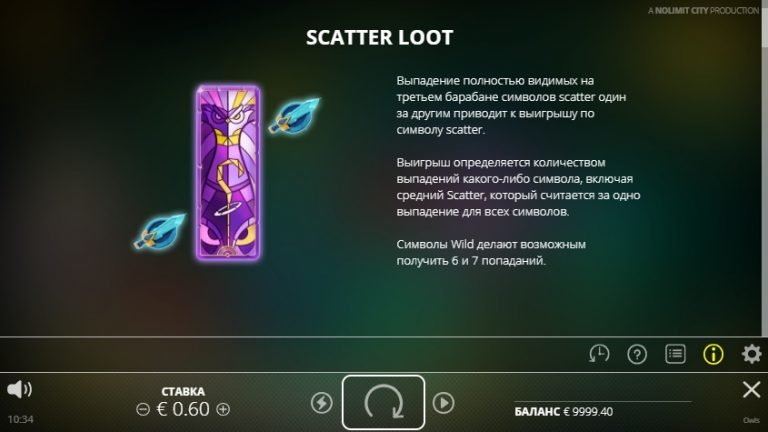 A NOLIMIT CITY PRODUCTION
SCATTER LOOT
Выпадение полностью видимых на
третьем барабане символов scatter один
за другим приводит к выигрышу по
символу scatter.
Выигрыш определяется количеством
выпадений какого-либо символа, включая
средний Scatter, который считается за одно
выпадение для всех символов.
Символы Wild делают возможным
получить 6 и 7 попаданий.
СТАВКА
€ 0.60
БАЛАНС € 9999.40
10:34
Owls